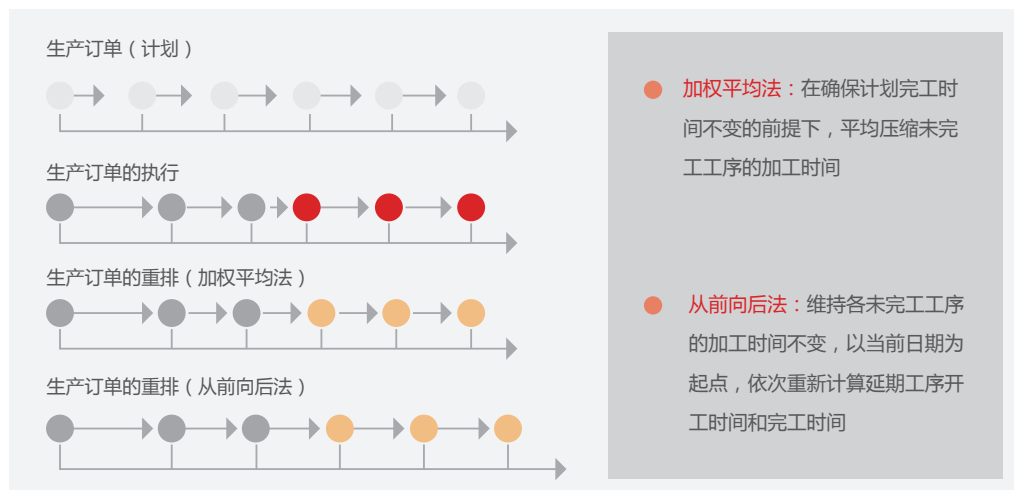 生产订单（计划）
生产订单的执行
生产订单的重排（加权平均法）
生产订单的重排（从前向后法）
加权平均法：在确保计划完工时
间不变的前提下，平均压缩未完
工工序的加工时间
从前向后法：维持各未完工工序
的加工时间不变，以当前日期为
起点，依次重新计算延期工序开
工时间和完工时间